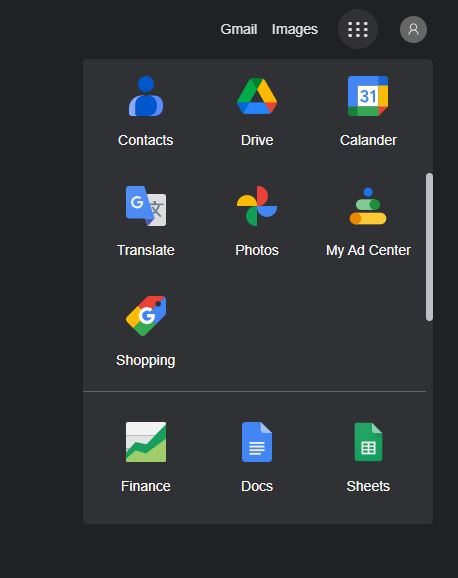 Gmail Images
Contacts Drive 31 Calander
G 文 Translate Photos My Ad Center
G Shopping
Finance Docs Sheets